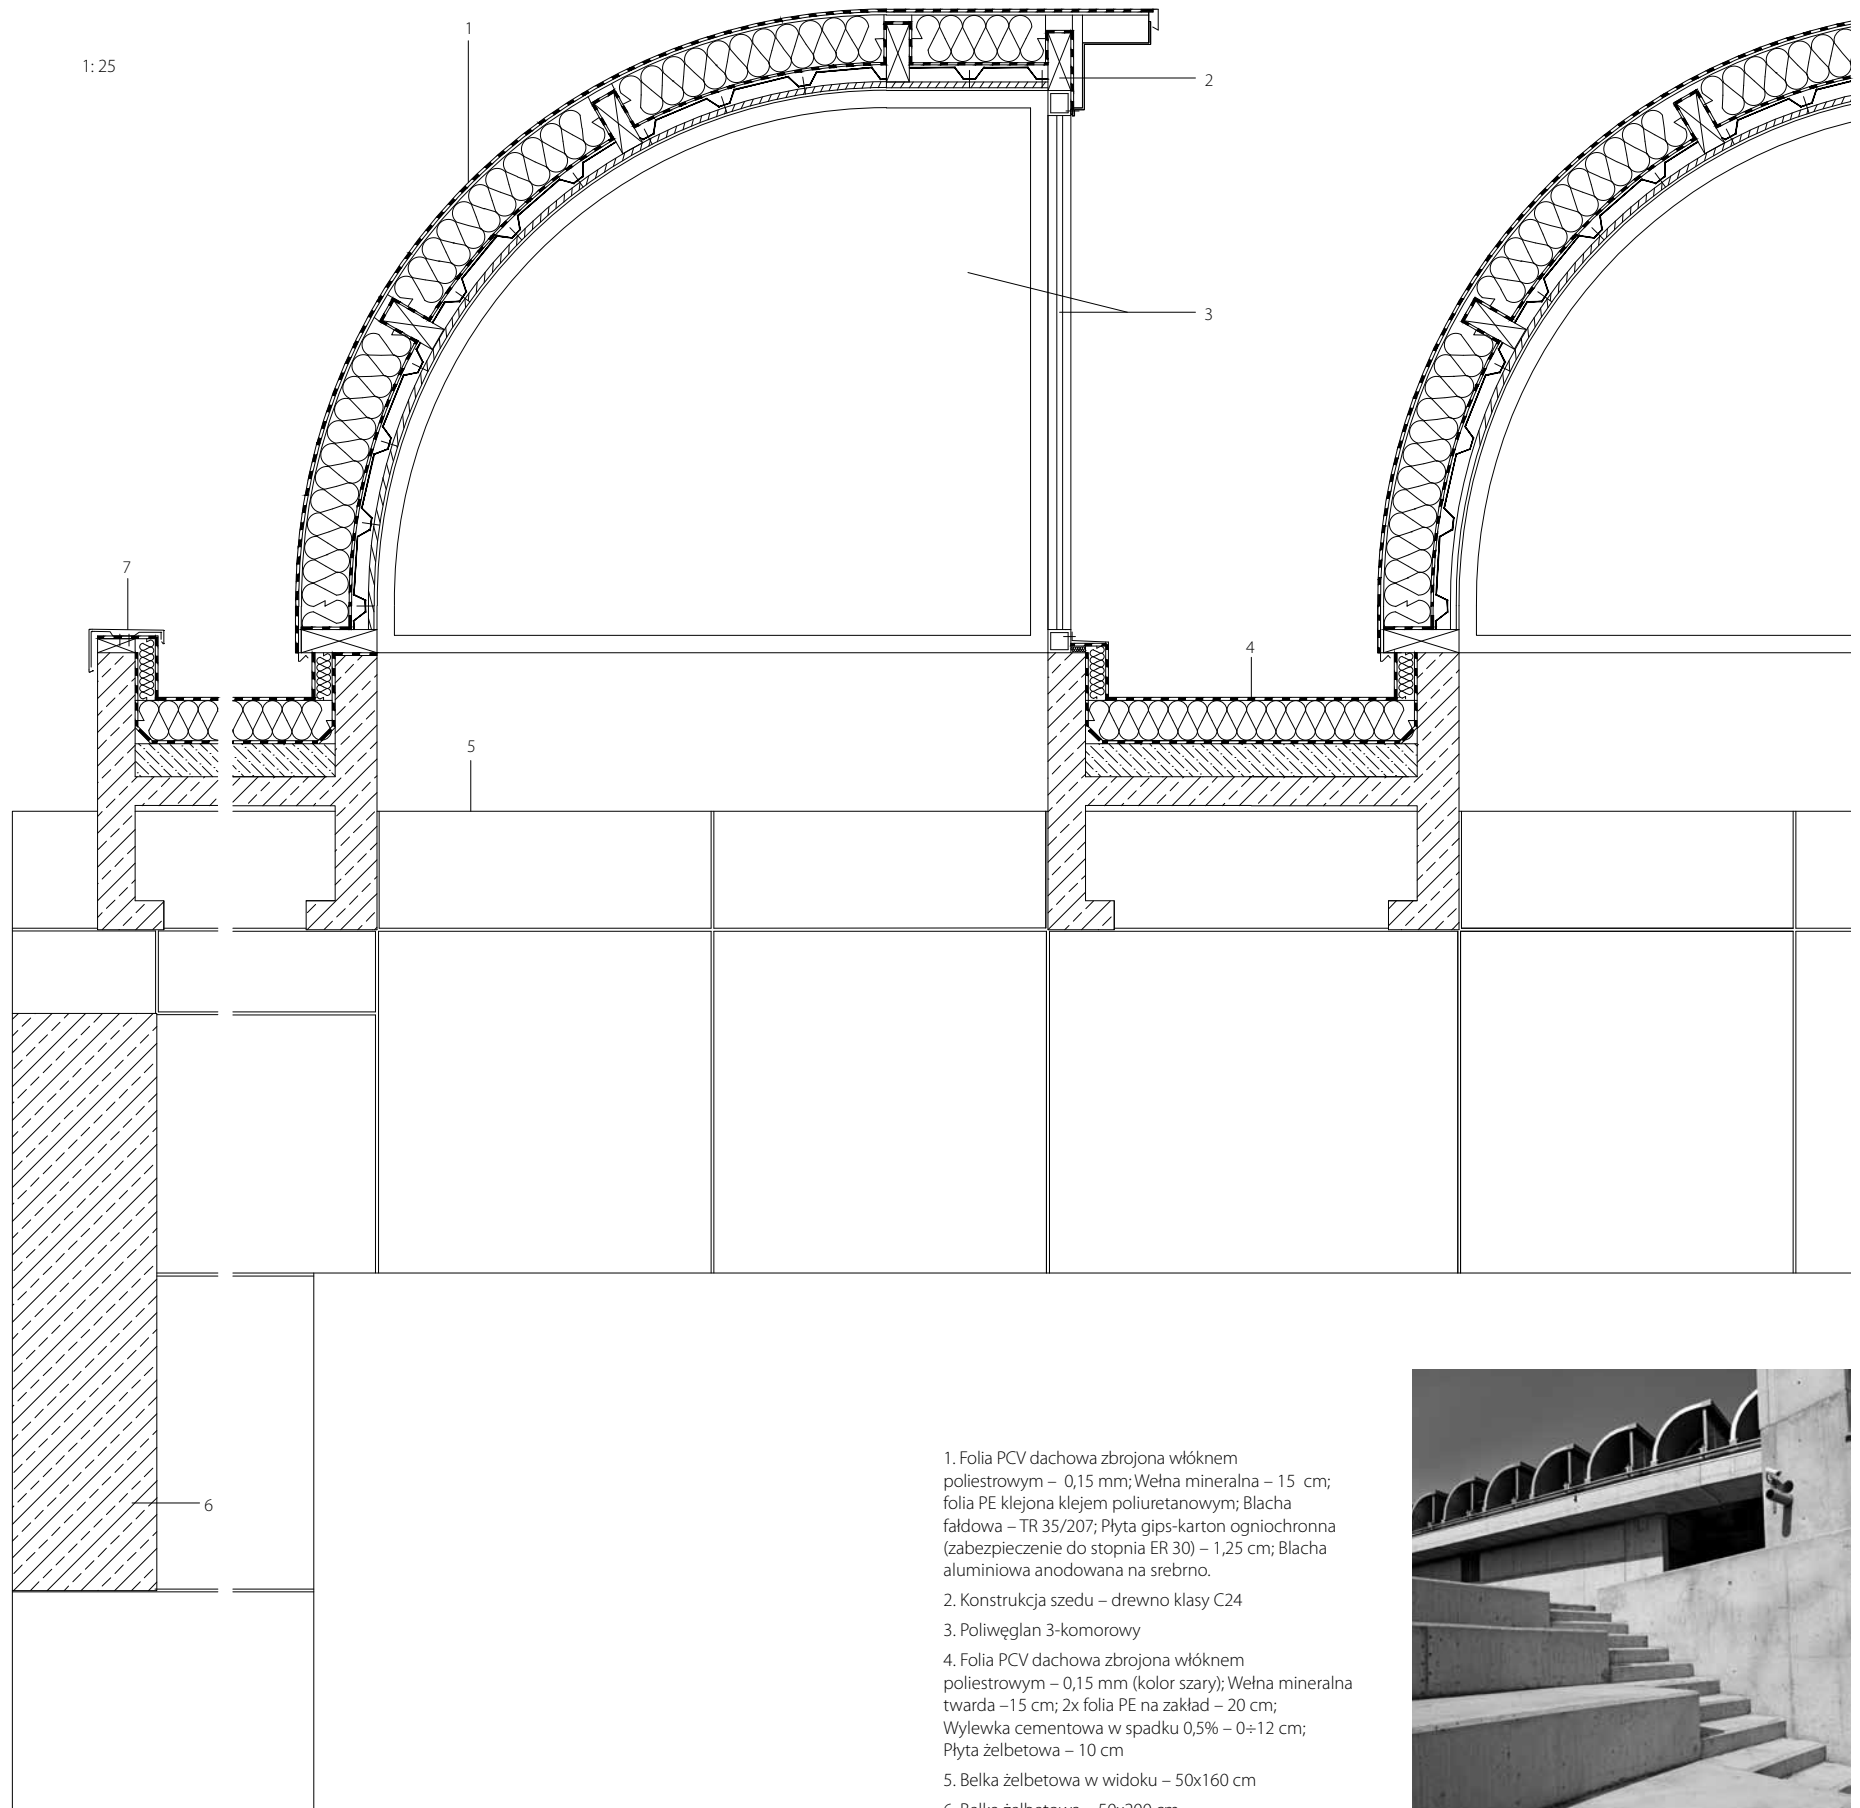 1
1: 25
2
3
7
4
5
6
1. Folia PCV dachowa zbrojona włóknem
poliestrowym – 0,15 mm; Wełna mineralna – 15 cm;
folia PE klejona klejem poliuretanowym; Blacha
fałdowa – TR 35/207; Płyta gips-karton ogniochronna
(zabezpieczenie do stopnia ER 30) – 1,25 cm; Blacha
aluminiowa anodowana na srebrno.
2. Konstrukcja szedu – drewno klasy C24
3. Poliwęglan 3-komorowy
4. Folia PCV dachowa zbrojona włóknem
poliestrowym – 0,15 mm (kolor szary); Wełna mineralna
twarda –15 cm; 2x folia PE na zakład – 20 cm;
Wylewka cementowa w spadku 0,5% – 0÷12 cm;
Płyta żelbetowa – 10 cm
5. Belka żelbetowa w widoku – 50x160 cm
6. Belka żelbetowa – 50x200 cm